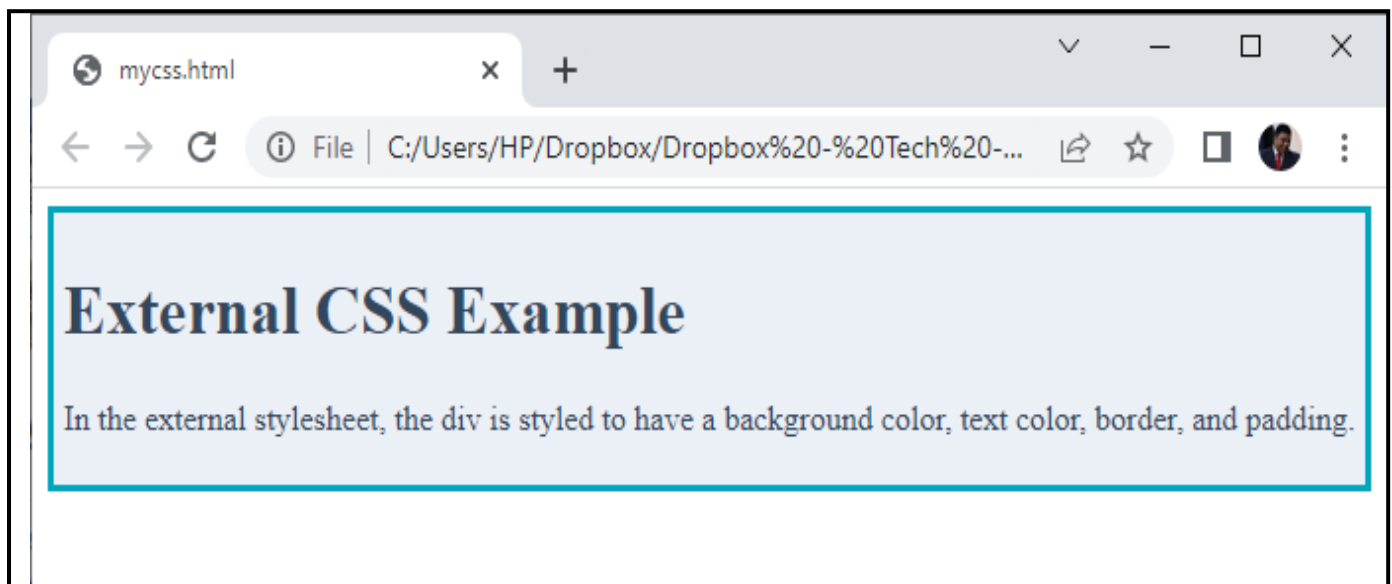 mycss.html
File C:/Users/HP/Dropbox/Dropbox%20-%20Tech%20-...
External CSS Example
In the external stylesheet, the div is styled to have a background color, text color, border, and padding.